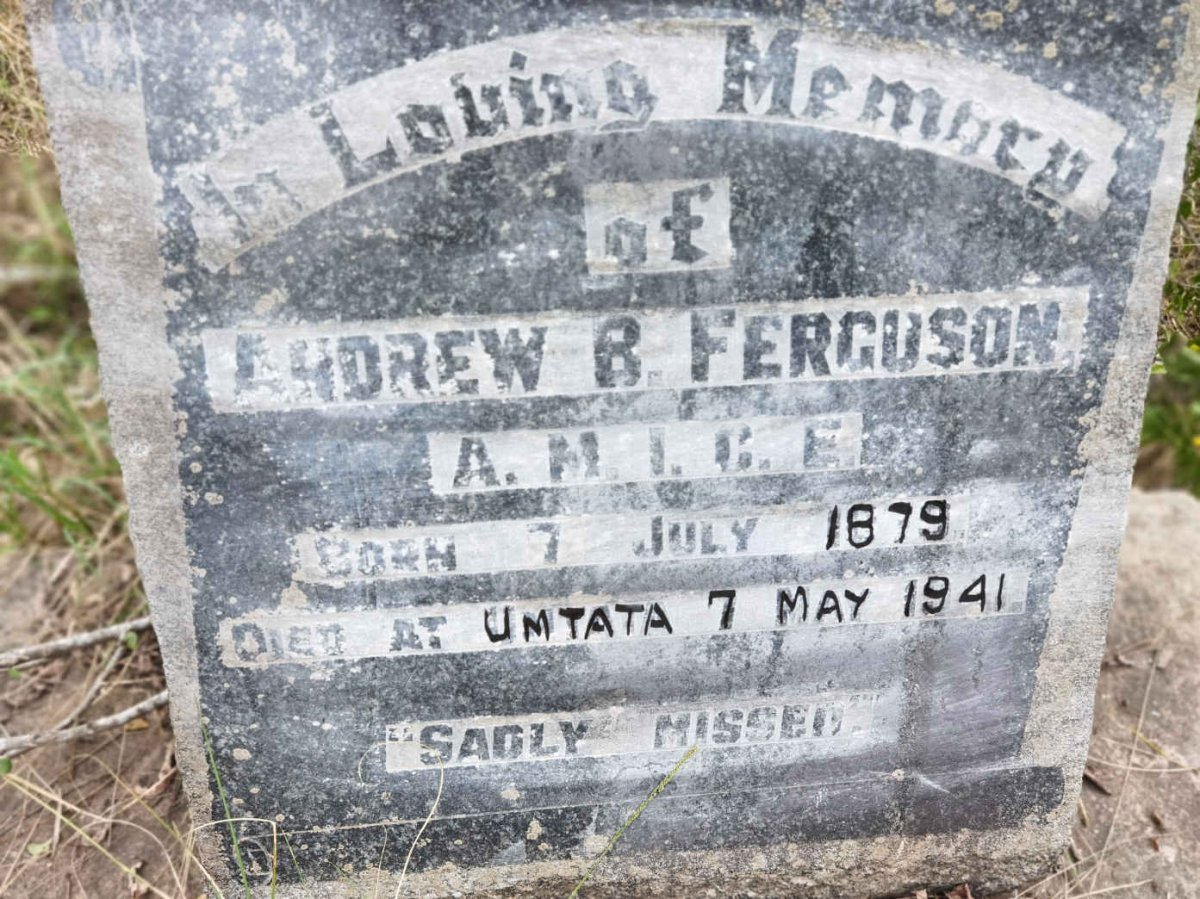 In Loving Memory
of
ANDREW B. FERGUSON
A. M. I. C. E.
BORN 7 JULY 1879
DIED AT UMTATA 7 MAY 1941
"SADLY MISSED"